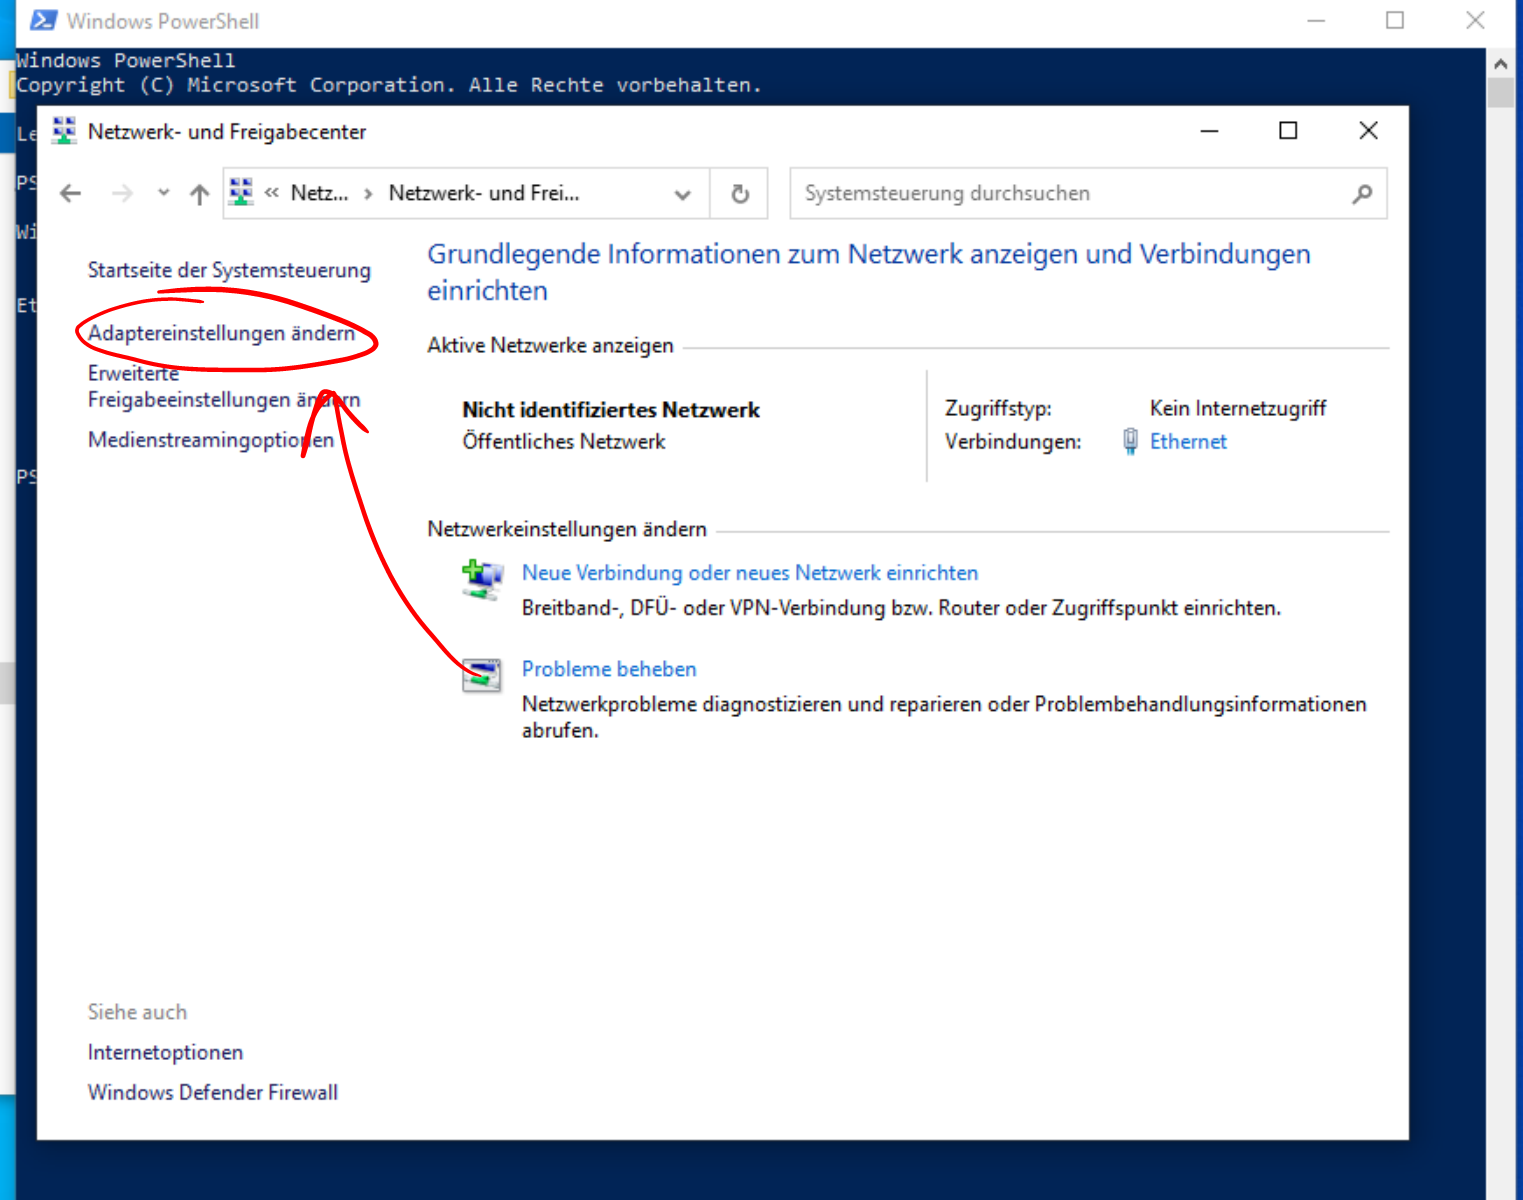 Windows PowerShell
Windows PowerShell
Copyright (C) Microsoft Corporation. Alle Rechte vorbehalten.
Le
PS
Wi
Et
PS
Netzwerk- und Freigabecenter
« Netz... › Netzwerk- und Frei...
Systemsteuerung durchsuchen
Startseite der Systemsteuerung
Adaptereinstellungen ändern
Erweiterte
Freigabeeinstellungen ändern
Medienstreamingoptionen
Grundlegende Informationen zum Netzwerk anzeigen und Verbindungen
einrichten
Aktive Netzwerke anzeigen
Nicht identifiziertes Netzwerk
Öffentliches Netzwerk
Zugriffstyp: Kein Internetzugriff
Verbindungen: Ethernet
Netzwerkeinstellungen ändern
Neue Verbindung oder neues Netzwerk einrichten
Breitband-, DFÜ- oder VPN-Verbindung bzw. Router oder Zugriffspunkt einrichten.
Probleme beheben
Netzwerkprobleme diagnostizieren und reparieren oder Problembehandlungsinformationen
abrufen.
Siehe auch
Internetoptionen
Windows Defender Firewall